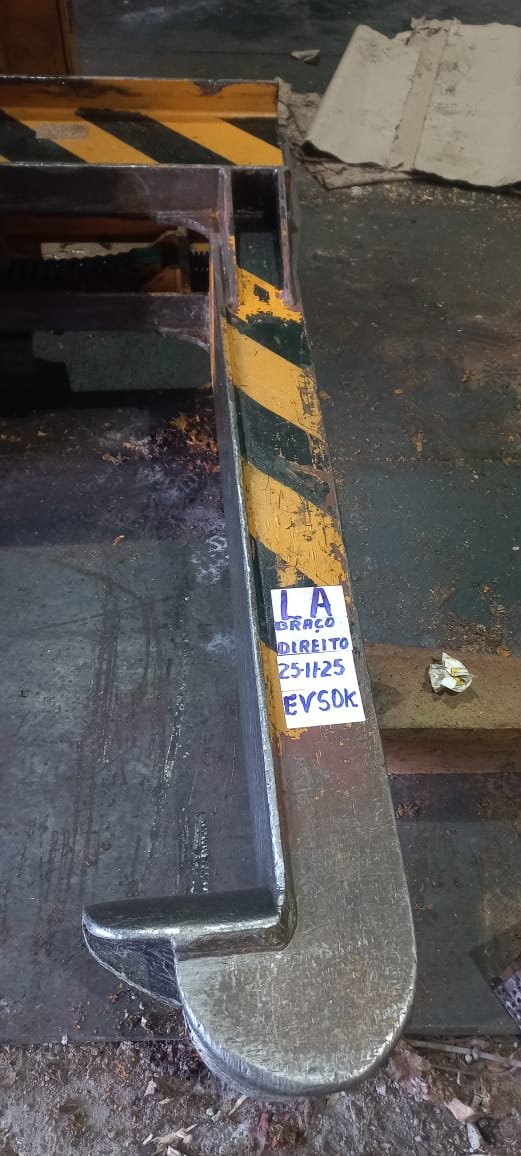 LA
BRAÇO
DIREITO
25-11-25
EVSOK